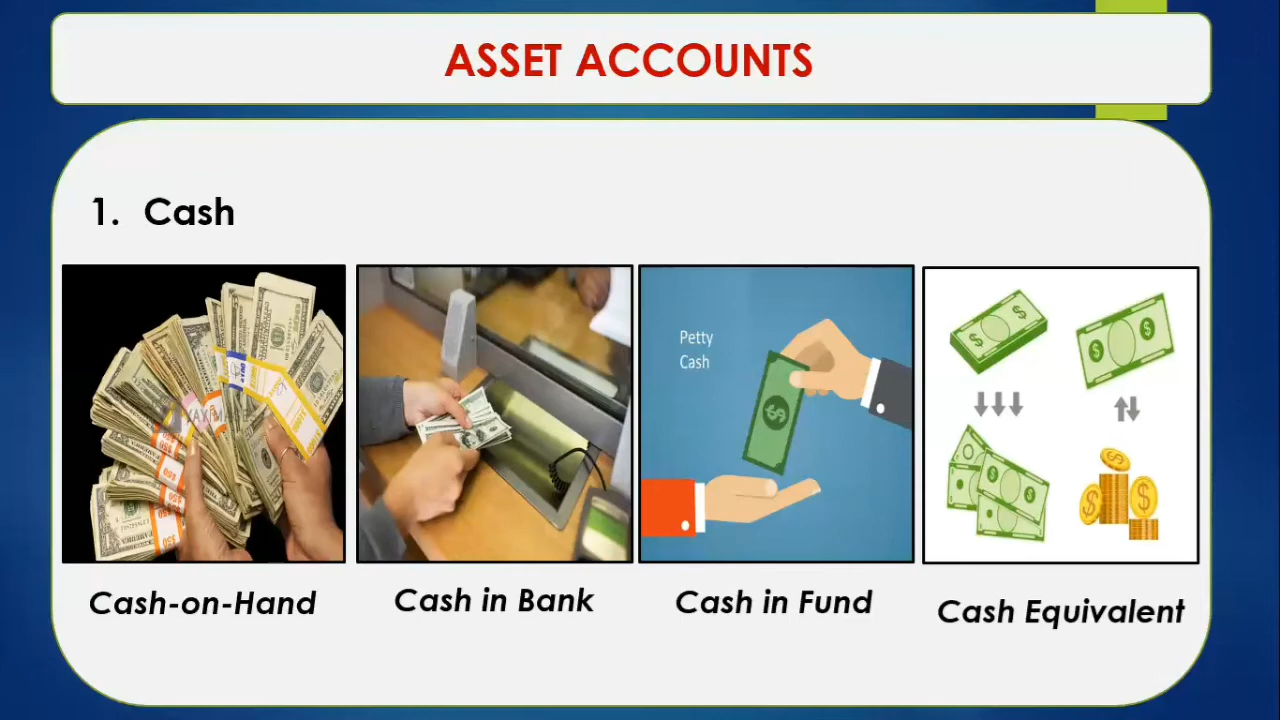 ASSET ACCOUNTS
1. Cash
Petty
Cash
Cash-on-Hand
Cash in Bank
Cash in Fund
Cash Equivalent